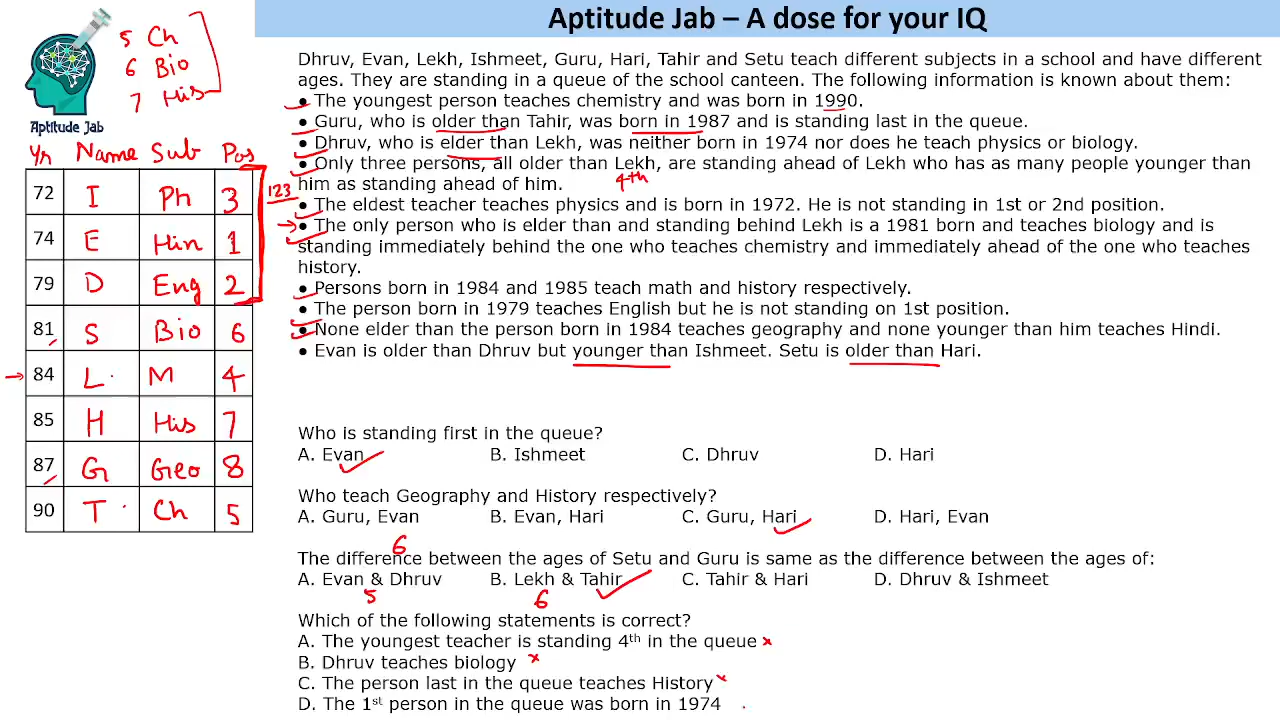 Aptitude Jab – A dose for your IQ
5 Ch
6 Bio
7 His
Aptitude Jab
Dhruv, Evan, Lekh, Ishmeet, Guru, Hari, Tahir and Setu teach different subjects in a school and have different
ages. They are standing in a queue of the school canteen. The following information is known about them:
● The youngest person teaches chemistry and was born in 1990.
● Guru, who is older than Tahir, was born in 1987 and is standing last in the queue.
● Dhruv, who is elder than Lekh, was neither born in 1974 nor does he teach physics or biology.
● Only three persons, all older than Lekh, are standing ahead of Lekh who has as many people younger than
him as standing ahead of him.
4th
● The eldest teacher teaches physics and is born in 1972. He is not standing in 1st or 2nd position.
● The only person who is elder than and standing behind Lekh is a 1981 born and teaches biology and is
standing immediately behind the one who teaches chemistry and immediately ahead of the one who teaches
history.
● Persons born in 1984 and 1985 teach math and history respectively.
● The person born in 1979 teaches English but he is not standing on 1st position.
● None elder than the person born in 1984 teaches geography and none younger than him teaches Hindi.
● Evan is older than Dhruv but younger than Ishmeet. Setu is older than Hari.
Yr Name Sub Pos
72 I Ph 3
123
74 E Hin 1
79 D Eng 2
81 S Bio 6
84 L M 4
85 H His 7
87 G Geo 8
90 T Ch 5
Who is standing first in the queue?
A. Evan B. Ishmeet C. Dhruv D. Hari
Who teach Geography and History respectively?
A. Guru, Evan B. Evan, Hari C. Guru, Hari D. Hari, Evan
6
The difference between the ages of Setu and Guru is same as the difference between the ages of:
A. Evan & Dhruv B. Lekh & Tahir C. Tahir & Hari D. Dhruv & Ishmeet
5 6
Which of the following statements is correct?
A. The youngest teacher is standing 4th in the queue
B. Dhruv teaches biology
C. The person last in the queue teaches History
D. The 1st person in the queue was born in 1974